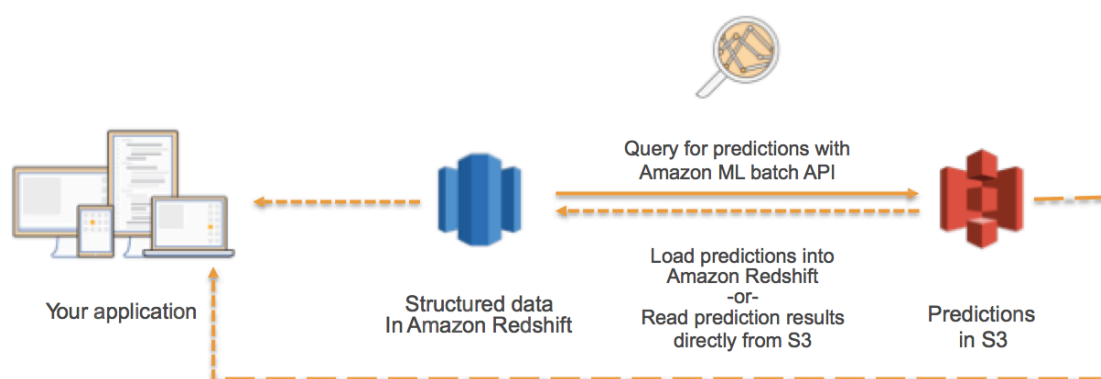 Query for predictions with
Amazon ML batch API
Load predictions into
Amazon Redshift
-or-
Read prediction results
directly from S3
Your application
Structured data
In Amazon Redshift
Predictions
in S3